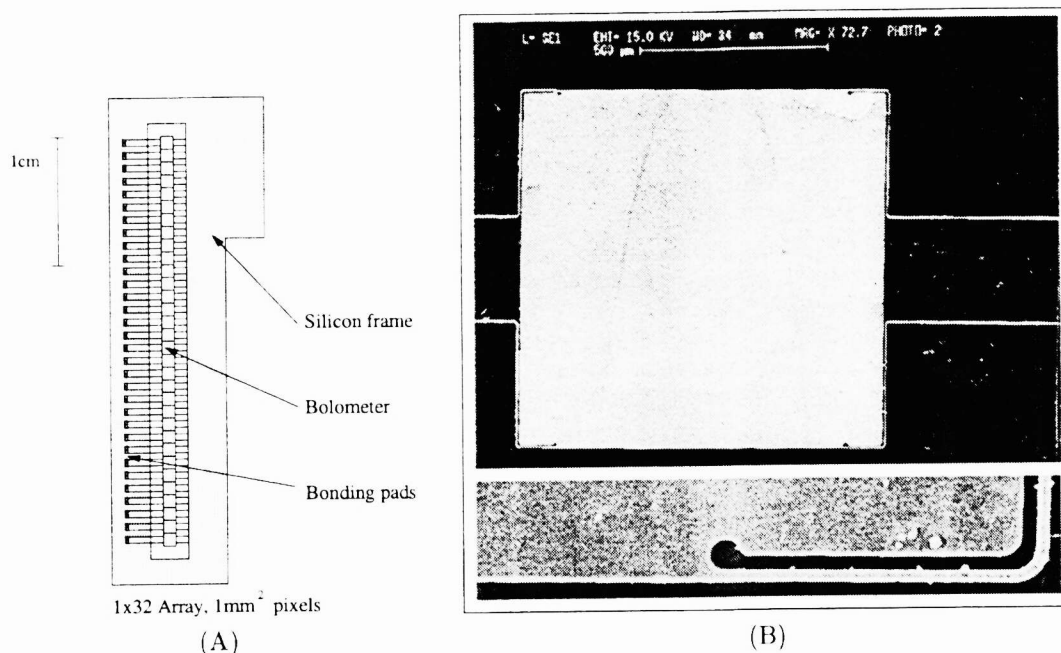 1cm
Silicon frame
Bolometer
Bonding pads
1x32 Array, 1mm² pixels
(A)
L= SE1 EHT= 15.0 KV WD= 34 mm MAG= X 72.7 PHOTO= 2
500 µm
(B)